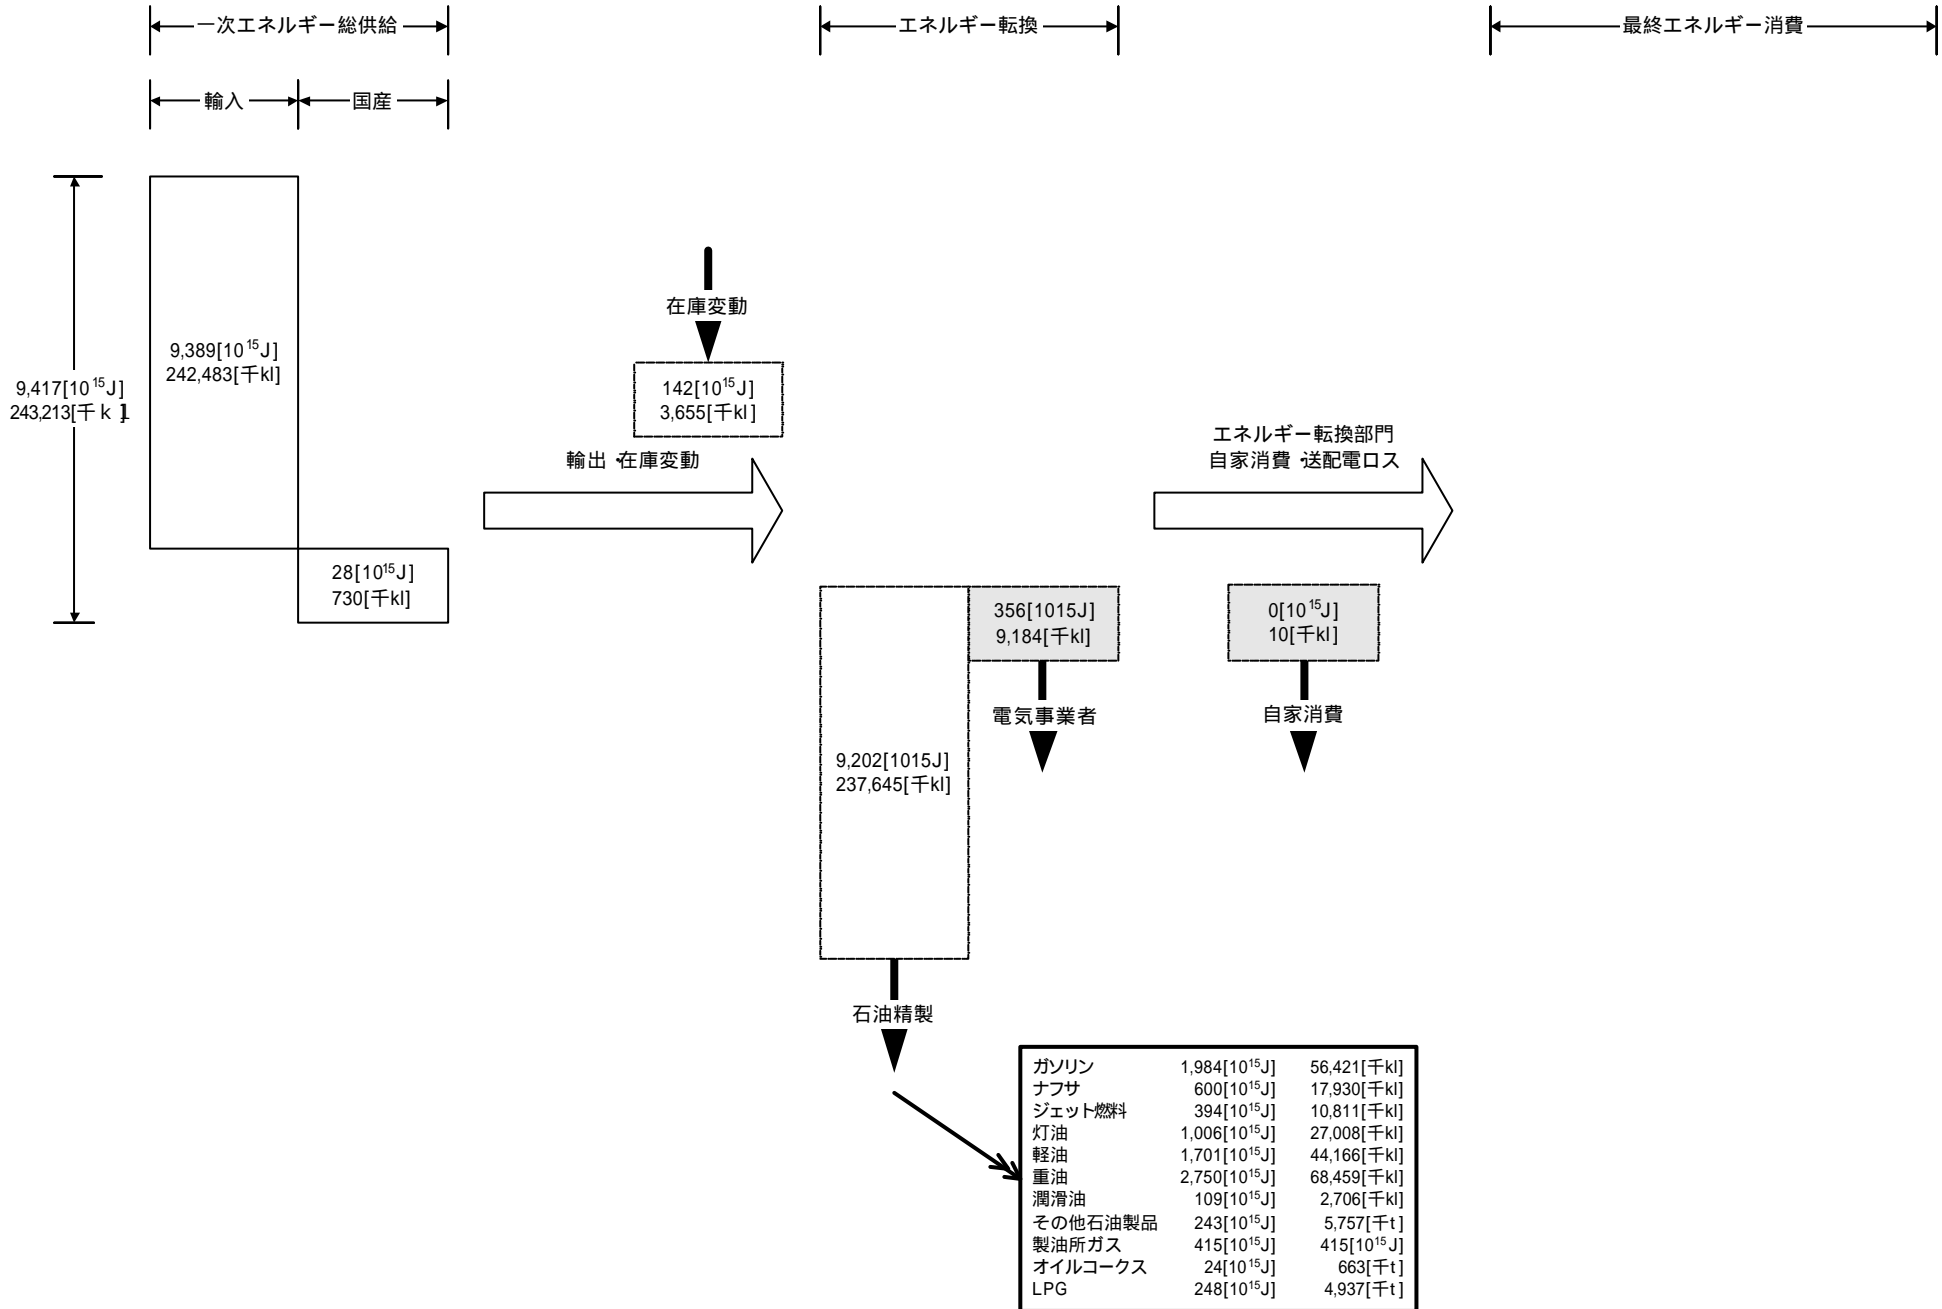 一次エネルギー総供給
エネルギー転換
最終エネルギー消費
輸入
国産
9,417[10¹⁵J]
243,213[千ｋｌ
9,389[10¹⁵J]
242,483[千kl]
28[10¹⁵J]
730[千kl]
在庫変動
142[10¹⁵J]
3,655[千kl]
輸出・在庫変動
エネルギー転換部門
自家消費・送配電ロス
356[1015J]
9,184[千kl]
電気事業者
0[10¹⁵J]
10[千kl]
自家消費
9,202[1015J]
237,645[千kl]
石油精製
ガソリン 1,984[10¹⁵J] 56,421[千kl]
ナフサ 600[10¹⁵J] 17,930[千kl]
ジェット燃料 394[10¹⁵J] 10,811[千kl]
灯油 1,006[10¹⁵J] 27,008[千kl]
軽油 1,701[10¹⁵J] 44,166[千kl]
重油 2,750[10¹⁵J] 68,459[千kl]
潤滑油 109[10¹⁵J] 2,706[千kl]
その他石油製品 243[10¹⁵J] 5,757[千t]
製油所ガス 415[10¹⁵J] 415[10¹⁵J]
オイルコークス 24[10¹⁵J] 663[千t]
LPG 248[10¹⁵J] 4,937[千t]